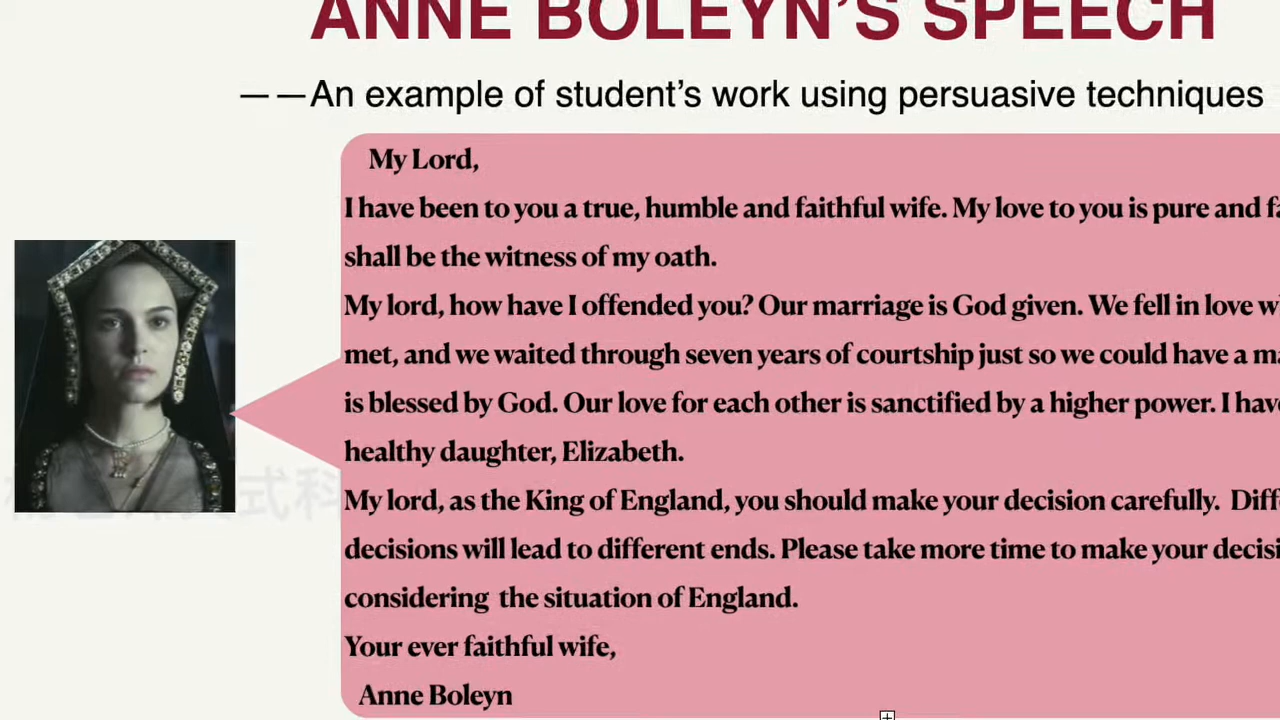 ANNE BOLEYN’S SPEECH
——An example of student’s work using persuasive techniques
My Lord,
I have been to you a true, humble and faithful wife. My love to you is pure and
shall be the witness of my oath.
My lord, how have I offended you? Our marriage is God given. We fell in love
met, and we waited through seven years of courtship just so we could have a
is blessed by God. Our love for each other is sanctified by a higher power. I
healthy daughter, Elizabeth.
My lord, as the King of England, you should make your decision carefully.
decisions will lead to different ends. Please take more time to make your
considering the situation of England.
Your ever faithful wife,
Anne Boleyn